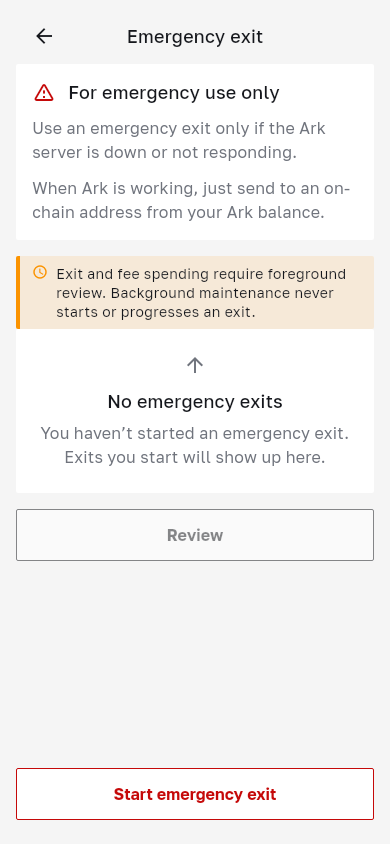 Emergency exit
For emergency use only
Use an emergency exit only if the Ark
server is down or not responding.
When Ark is working, just send to an on-
chain address from your Ark balance.
Exit and fee spending require foreground
review. Background maintenance never
starts or progresses an exit.
No emergency exits
You haven’t started an emergency exit.
Exits you start will show up here.
Review
Start emergency exit